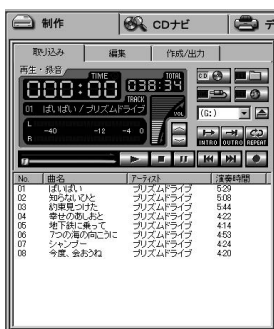 制作
CDナビ
取り込み 編集 作成/出力
再生・録音
TIME TOTAL
000:00 038:34
TRACK
01 ぱいぱい / プリズムドライブ
VOL
(G:)
L
R
-40 -12 -4 0
INTRO OUTRO REPEAT
No. 曲名 アーティスト 演奏時間
01 ぱいぱい プリズムドライブ 5:29
02 知らないひと プリズムドライブ 5:08
03 約束見つけた プリズムドライブ 5:44
04 幸せのあしおと プリズムドライブ 4:22
05 地下鉄に乗って プリズムドライブ 4:14
06 7つの海の向こうに プリズムドライブ 4:53
07 シャンプー プリズムドライブ 4:24
08 今度、会おうね プリズムドライブ 4:20